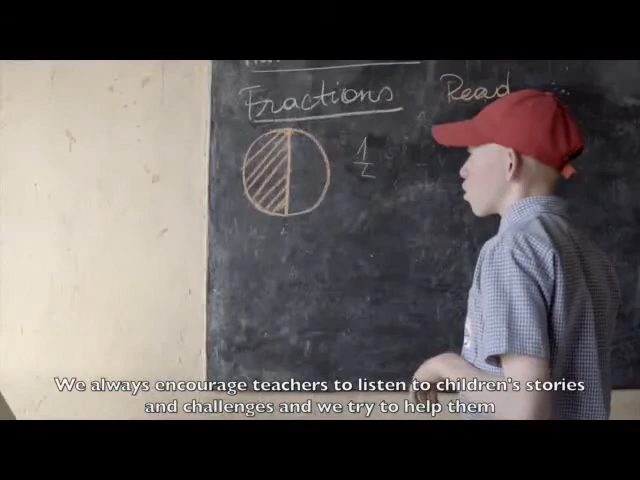 Fractions
Read
1
2
We always encourage teachers to listen to children's stories
and challenges and we try to help them